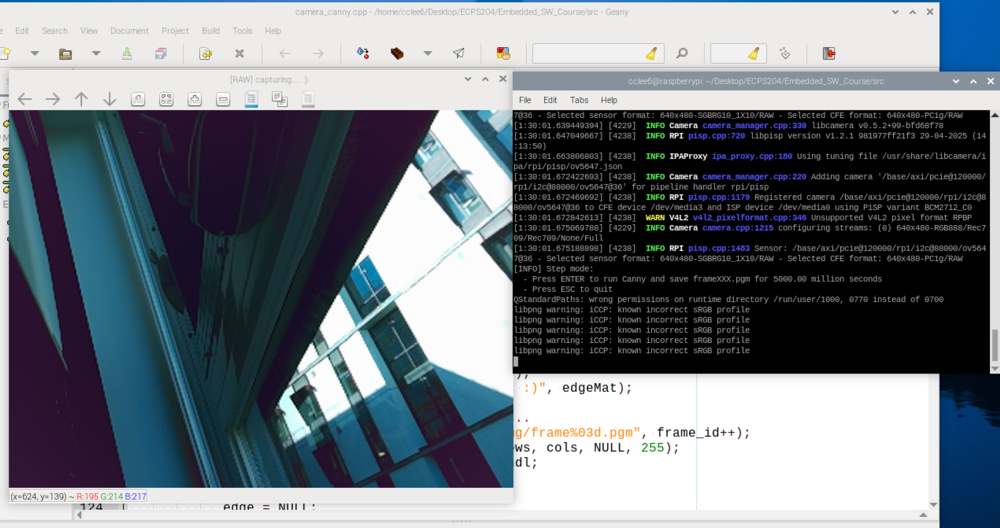 camera_canny.cpp - /home/cclee6/Desktop/ECPS204/Embedded_SW_Course/src - Geany
Edit Search View Document Project Build Tools Help
[RAW] capturing.... :)
1
(x=624, y=139) ~ R:195 G:214 B:217
cclee6@raspberrypi: ~/Desktop/ECPS204/Embedded_SW_Course/src
File Edit Tabs Help
7@36 - Selected sensor format: 640x480-SGBRG10_1X10/RAW - Selected CFE format: 640x480-PC1g/RAW
[1:30:01.639449394] [4229] INFO Camera camera_manager.cpp:330 libcamera v0.5.2+99-bfd68f78
[1:30:01.647049667] [4238] INFO RPI pisp.cpp:720 libpisp version v1.2.1 981977ff21f3 29-04-2025 (14
:13:50)
[1:30:01.663806803] [4238] INFO IPAProxy ipa_proxy.cpp:180 Using tuning file /usr/share/libcamera/i
pa/rpi/pisp/ov5647.json
[1:30:01.672422693] [4238] INFO Camera camera_manager.cpp:220 Adding camera '/base/axi/pcie@120000/
rp1/i2c@88000/ov5647@36' for pipeline handler rpi/pisp
[1:30:01.672469692] [4238] INFO RPI pisp.cpp:1179 Registered camera /base/axi/pcie@120000/rp1/i2c@8
8000/ov5647@36 to CFE device /dev/media3 and ISP device /dev/media0 using PiSP variant BCM2712_C0
[1:30:01.672842613] [4238] WARN V4L2 v4l2_pixelformat.cpp:346 Unsupported V4L2 pixel format RPBP
[1:30:01.675069788] [4229] INFO Camera camera.cpp:1215 configuring streams: (0) 640x480-RGB888/Rec7
09/Rec709/None/Full
[1:30:01.675188898] [4238] INFO RPI pisp.cpp:1483 Sensor: /base/axi/pcie@120000/rp1/i2c@88000/ov564
7@36 - Selected sensor format: 640x480-SGBRG10_1X10/RAW - Selected CFE format: 640x480-PC1g/RAW
[INFO] Step mode:
- Press ENTER to run Canny and save frameXXX.pgm for 5000.00 million seconds
- Press ESC to quit
QStandardPaths: wrong permissions on runtime directory /run/user/1000, 0770 instead of 0700
libpng warning: iCCP: known incorrect sRGB profile
libpng warning: iCCP: known incorrect sRGB profile
libpng warning: iCCP: known incorrect sRGB profile
libpng warning: iCCP: known incorrect sRGB profile
libpng warning: iCCP: known incorrect sRGB profile
);
:)", edgeMat);
..
g/frame%03d.pgm", frame_id++);
ws, cols, NULL, 255);
dl;
124 edge = NULL;